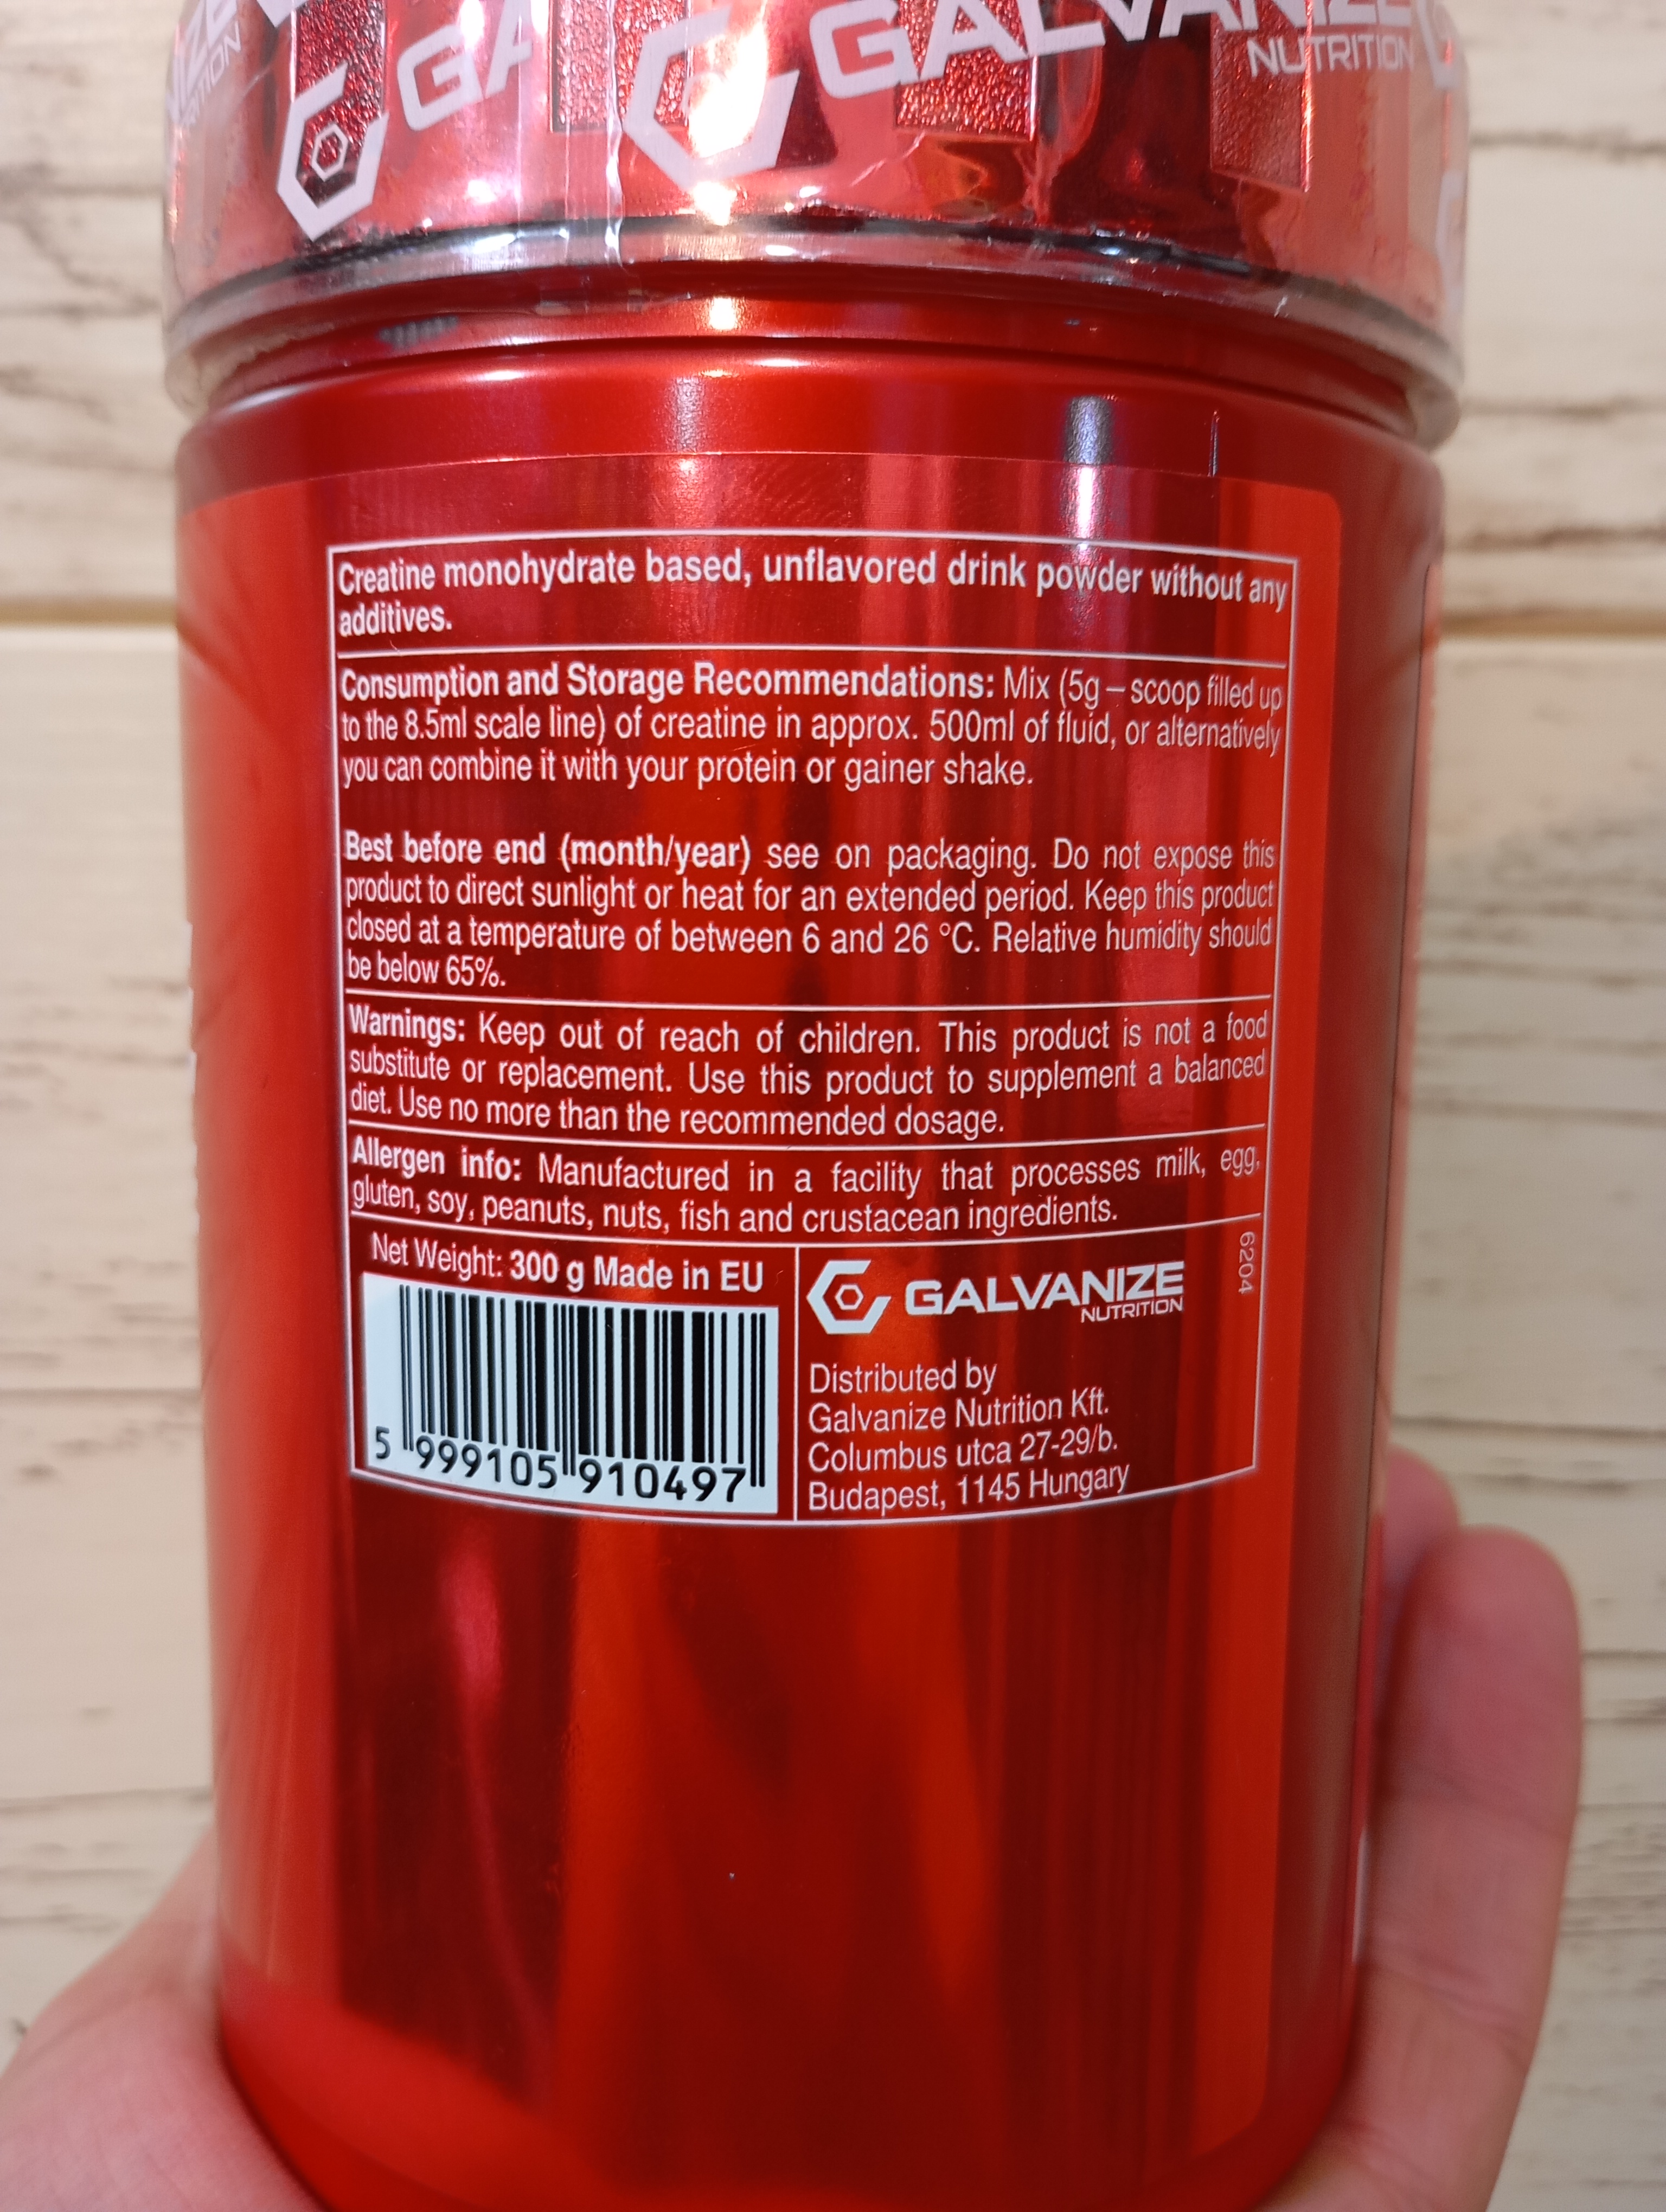 GALVANIZE
NUTRITION
GA
Creatine monohydrate based, unflavored drink powder without any
additives.
Consumption and Storage Recommendations: Mix (5g – scoop filled up
to the 8.5ml scale line) of creatine in approx. 500ml of fluid, or alternatively
you can combine it with your protein or gainer shake.
Best before end (month/year) see on packaging. Do not expose this
product to direct sunlight or heat for an extended period. Keep this product
closed at a temperature of between 6 and 26 °C. Relative humidity should
be below 65%.
Warnings: Keep out of reach of children. This product is not a food
substitute or replacement. Use this product to supplement a balanced
diet. Use no more than the recommended dosage.
Allergen info: Manufactured in a facility that processes milk, egg,
gluten, soy, peanuts, nuts, fish and crustacean ingredients.
Net Weight: 300 g Made in EU
5 999105 910497
GALVANIZE
NUTRITION
6204
Distributed by
Galvanize Nutrition Kft.
Columbus utca 27-29/b.
Budapest, 1145 Hungary